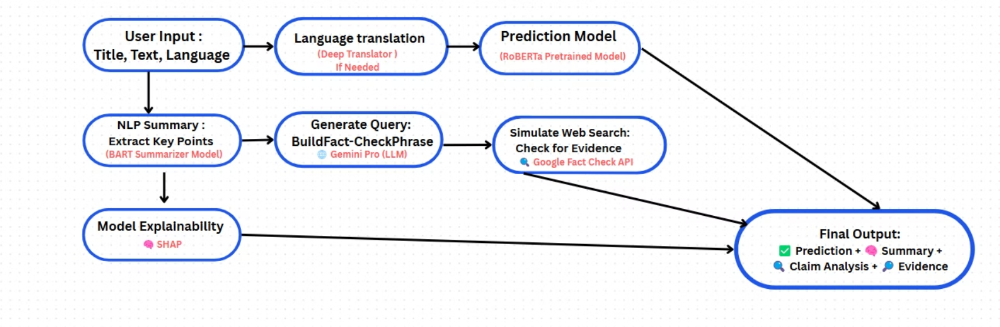 User Input :
Title, Text, Language
Language translation
(Deep Translator )
If Needed
Prediction Model
(RoBERTa Pretrained Model)
NLP Summary :
Extract Key Points
(BART Summarizer Model)
Generate Query:
BuildFact-CheckPhrase
🌐 Gemini Pro (LLM)
Simulate Web Search:
Check for Evidence
🔍 Google Fact Check API
Model Explainability
🧠 SHAP
Final Output:
✅ Prediction + 🧠 Summary +
🔍 Claim Analysis + 🔎 Evidence